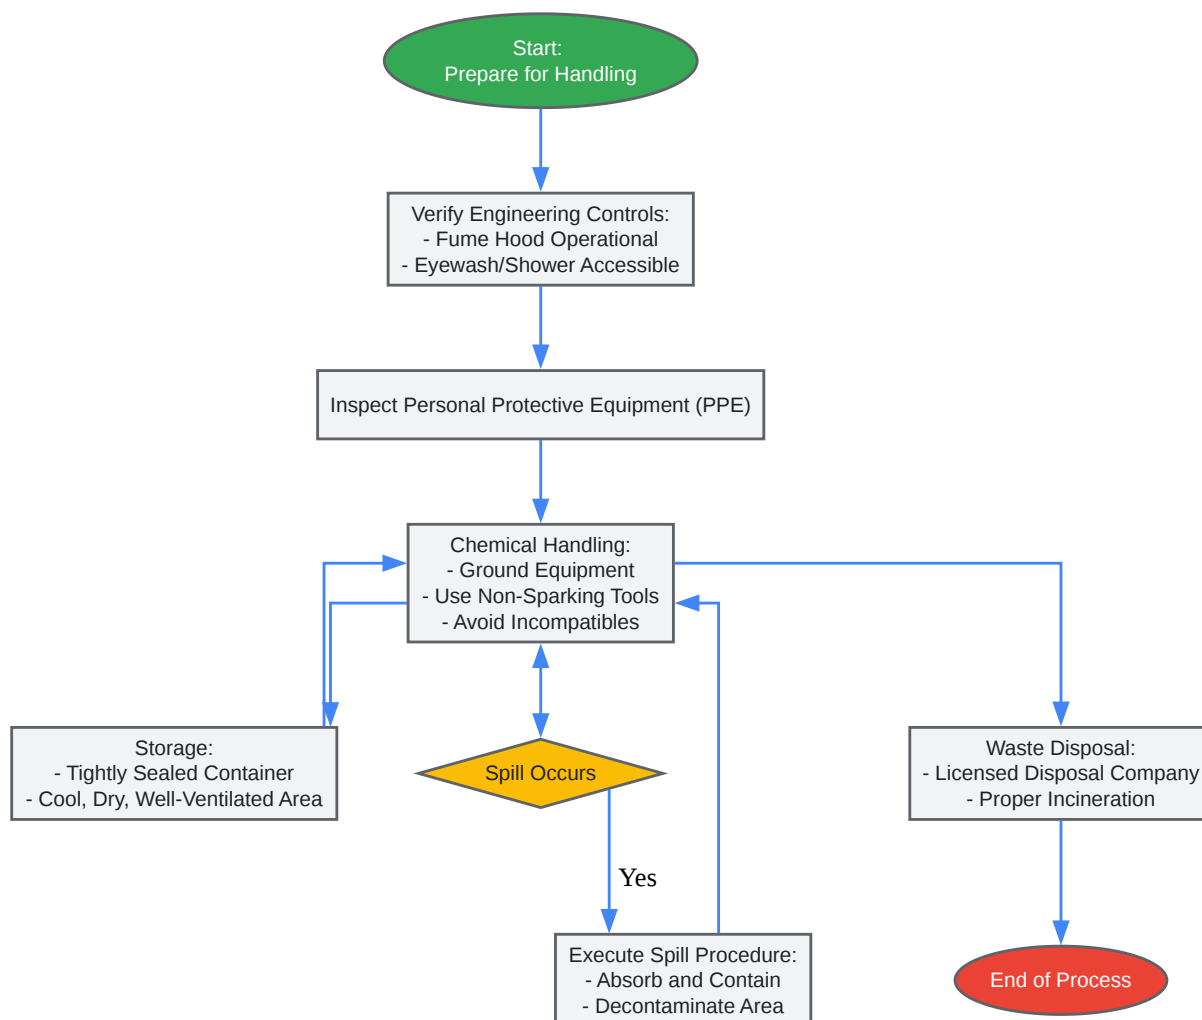 Start:
Prepare for Handling
Verify Engineering Controls:
- Fume Hood Operational
- Eyewash/Shower Accessible
Inspect Personal Protective Equipment (PPE)
Chemical Handling:
- Ground Equipment
- Use Non-Sparking Tools
- Avoid Incompatibles
Storage:
- Tightly Sealed Container
- Cool, Dry, Well-Ventilated Area
Spill Occurs
Waste Disposal:
- Licensed Disposal Company
- Proper Incineration
Yes
Execute Spill Procedure:
- Absorb and Contain
- Decontaminate Area
End of Process